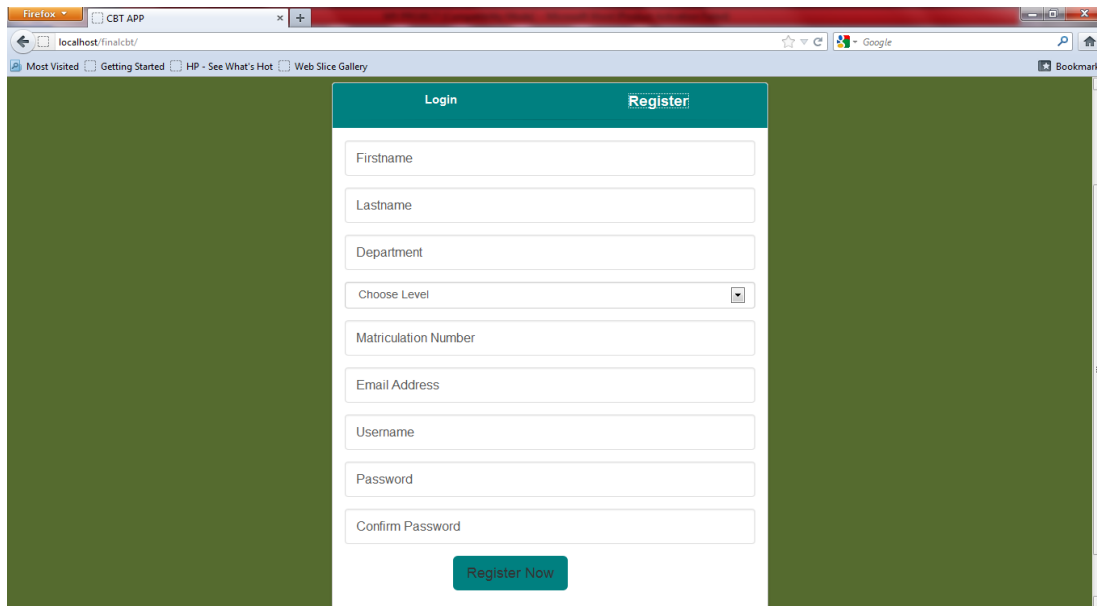 Firefox
CBT APP
localhost/finalcbt/
Google
Most Visited Getting Started HP - See What's Hot Web Slice Gallery
Bookmark
Login Register
Firstname
Lastname
Department
Choose Level
Matriculation Number
Email Address
Username
Password
Confirm Password
Register Now